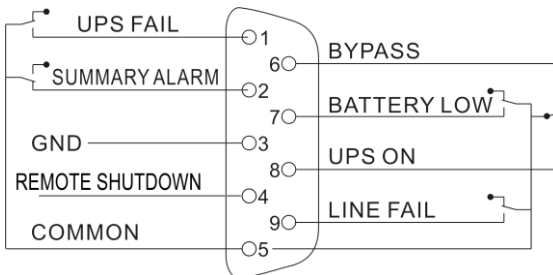 UPS FAIL
1
BYPASS
6
SUMMARY ALARM
2
BATTERY LOW
7
GND
3
UPS ON
8
REMOTE SHUTDOWN
4
LINE FAIL
9
COMMON
5